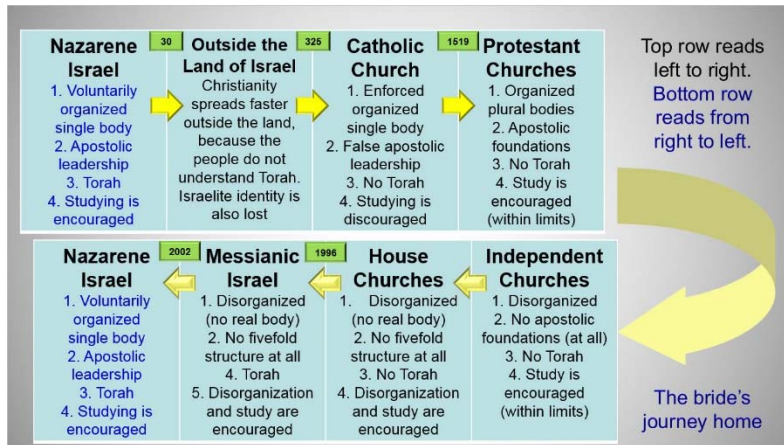 Nazarene
Israel
1. Voluntarily
organized
single body
2. Apostolic
leadership
3. Torah
4. Studying is
encouraged
30
Outside the
Land of Israel
Christianity
spreads faster
outside the land,
because the
people do not
understand Torah.
Israelite identity is
also lost
325
Catholic
Church
1. Enforced
organized
single body
2. False apostolic
leadership
3. No Torah
4. Studying is
discouraged
1519
Protestant
Churches
1. Organized
plural bodies
2. Apostolic
foundations
3. No Torah
4. Study is
encouraged
(within limits)
Top row reads
left to right.
Bottom row
reads from
right to left.
Independent
Churches
1. Disorganized
2. No apostolic
foundations (at all)
3. No Torah
4. Study is
encouraged
(within limits)
House
Churches
1. Disorganized
(no real body)
2. No fivefold
structure at all
3. No Torah
4. Disorganization
and study are
encouraged
1996
Messianic
Israel
1. Disorganized
(no real body)
2. No fivefold
structure at all
4. Torah
5. Disorganization
and study are
encouraged
2002
Nazarene
Israel
1. Voluntarily
organized
single body
2. Apostolic
leadership
3. Torah
4. Studying is
encouraged
The bride's
journey home